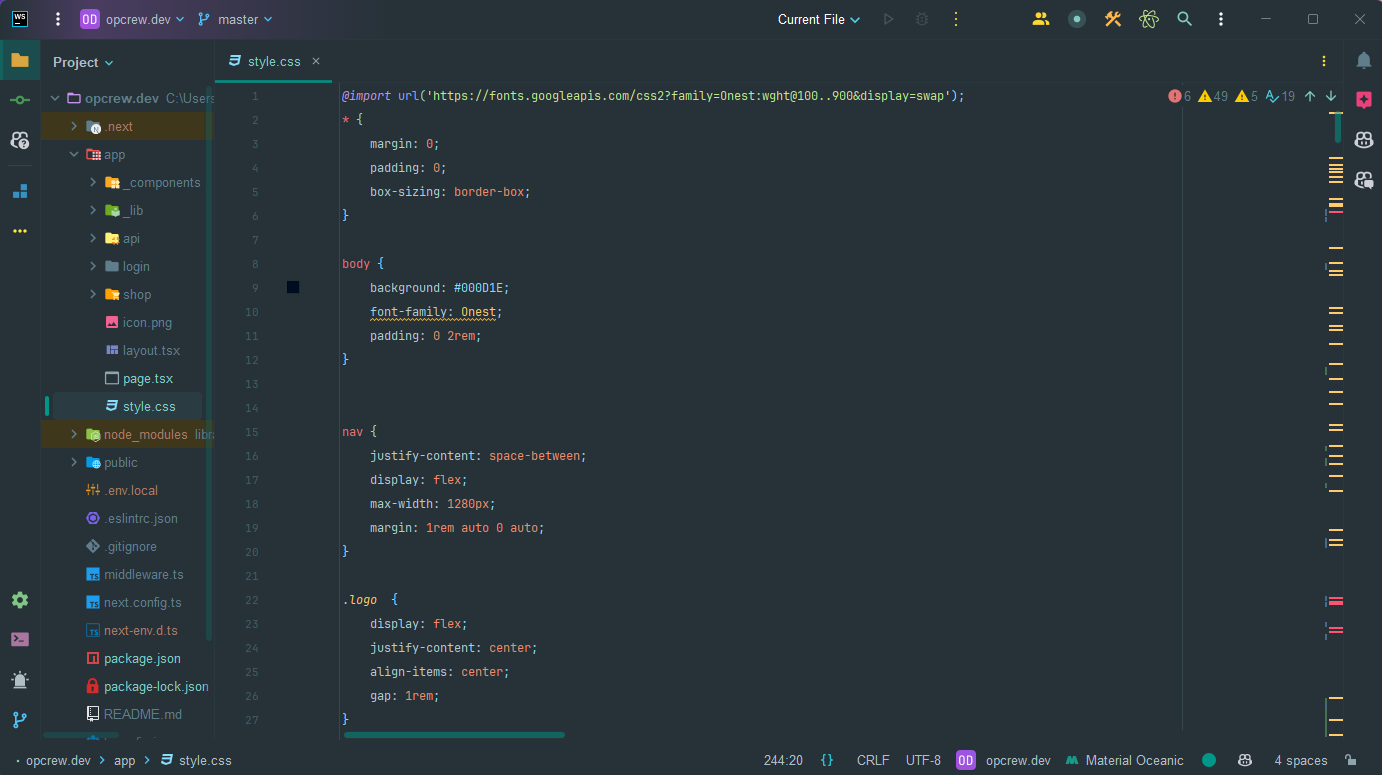 WS
OD opcrew.dev master Current File
Project
style.css
opcrew.dev C:\Users
.next
app
_components
_lib
api
login
shop
icon.png
layout.tsx
page.tsx
style.css
node_modules libra
public
.env.local
.eslintrc.json
.gitignore
middleware.ts
next.config.ts
next-env.d.ts
package.json
package-lock.json
README.md
6 49 5 19
1 @import url('https://fonts.googleapis.com/css2?family=Onest:wght@100..900&display=swap');
2 * {
3 margin: 0;
4 padding: 0;
5 box-sizing: border-box;
6 }
7
8 body {
9 background: #000D1E;
10 font-family: Onest;
11 padding: 0 2rem;
12 }
13
14
15 nav {
16 justify-content: space-between;
17 display: flex;
18 max-width: 1280px;
19 margin: 1rem auto 0 auto;
20 }
21
22 .logo  {
23 display: flex;
24 justify-content: center;
25 align-items: center;
26 gap: 1rem;
27 }
opcrew.dev app style.css
244:20 {} CRLF UTF-8 OD opcrew.dev Material Oceanic 4 spaces